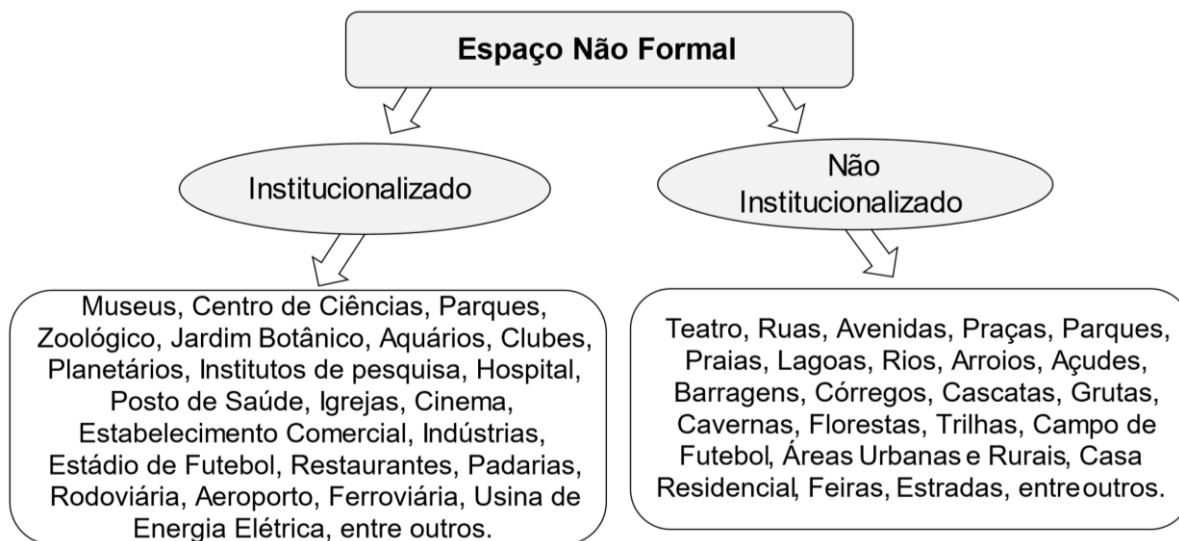 Espaço Não Formal
Institucionalizado
Não
Institucionalizado
Museus, Centro de Ciências, Parques,
Zoológico, Jardim Botânico, Aquários, Clubes,
Planetários, Institutos de pesquisa, Hospital,
Posto de Saúde, Igrejas, Cinema,
Estabelecimento Comercial, Indústrias,
Estádio de Futebol, Restaurantes, Padarias,
Rodoviária, Aeroporto, Ferroviária, Usina de
Energia Elétrica, entre outros.
Teatro, Ruas, Avenidas, Praças, Parques,
Praias, Lagoas, Rios, Arroios, Açudes,
Barragens, Córregos, Cascatas, Grutas,
Cavernas, Florestas, Trilhas, Campo de
Futebol, Áreas Urbanas e Rurais, Casa
Residencial, Feiras, Estradas, entre outros.